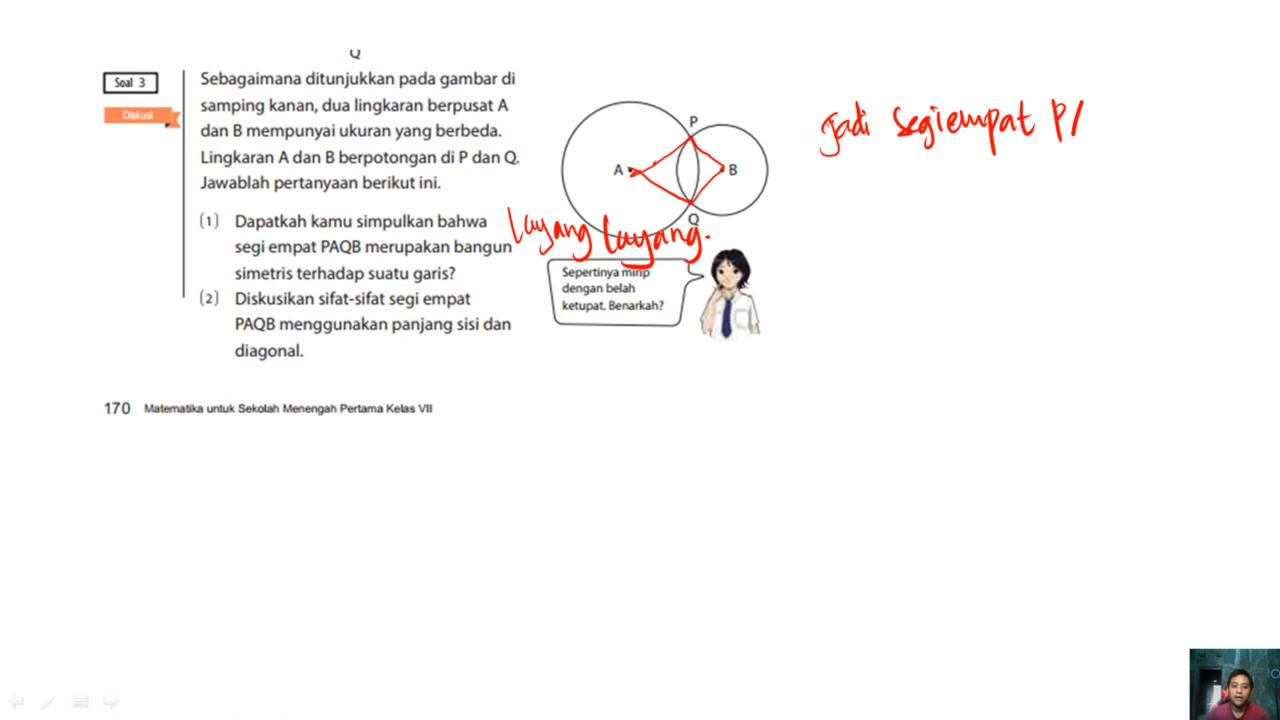 Q
Soal 3
Diskusi
Sebagaimana ditunjukkan pada gambar di
samping kanan, dua lingkaran berpusat A
dan B mempunyai ukuran yang berbeda.
Lingkaran A dan B berpotongan di P dan Q.
Jawablah pertanyaan berikut ini.
(1) Dapatkah kamu simpulkan bahwa
segi empat PAQB merupakan bangun
simetris terhadap suatu garis?
(2) Diskusikan sifat-sifat segi empat
PAQB menggunakan panjang sisi dan
diagonal.
P
A
B
Q
layang layang.
Sepertinya mirip
dengan belah
ketupat. Benarkah?
Jadi segiempat P
170 Matematika untuk Sekolah Menengah Pertama Kelas VII